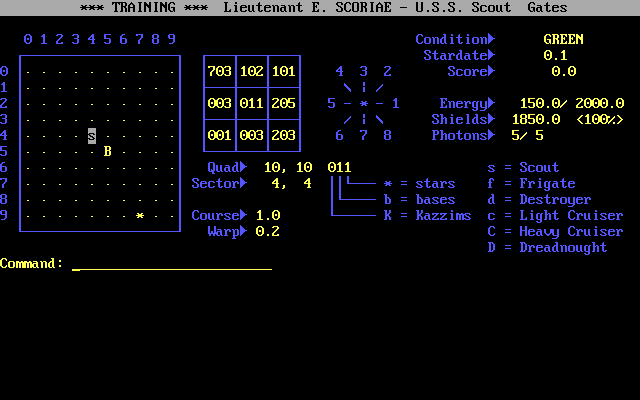 *** TRAINING *** Lieutenant E. SCORIAE - U.S.S. Scout Gates
0 1 2 3 4 5 6 7 8 9 Condition GREEN
Stardate 0.1
0 . . . . . . . . . . 703 102 101 4 3 2 Score 0.0
1 . . . . . . . . . . \ ¦ /
2 . . . . . . . . . . 003 011 205 5 - * - 1 Energy 150.0/ 2000.0
3 . . . . . . . . . . / ¦ \ Shields 1850.0 <100%>
4 . . . . s . . . . . 001 003 203 6 7 8 Photons 5/ 5
5 . . . . . B . . . .
6 . . . . . . . . . . Quad 10, 10 011 s = Scout
7 . . . . . . . . . . Sector 4, 4 * = stars f = Frigate
8 . . . . . . . . . . b = bases d = Destroyer
9 . . . . . . . * . . Course 1.0 K = Kazzims c = Light Cruiser
Warp 0.2 C = Heavy Cruiser
D = Dreadnought
Command: _